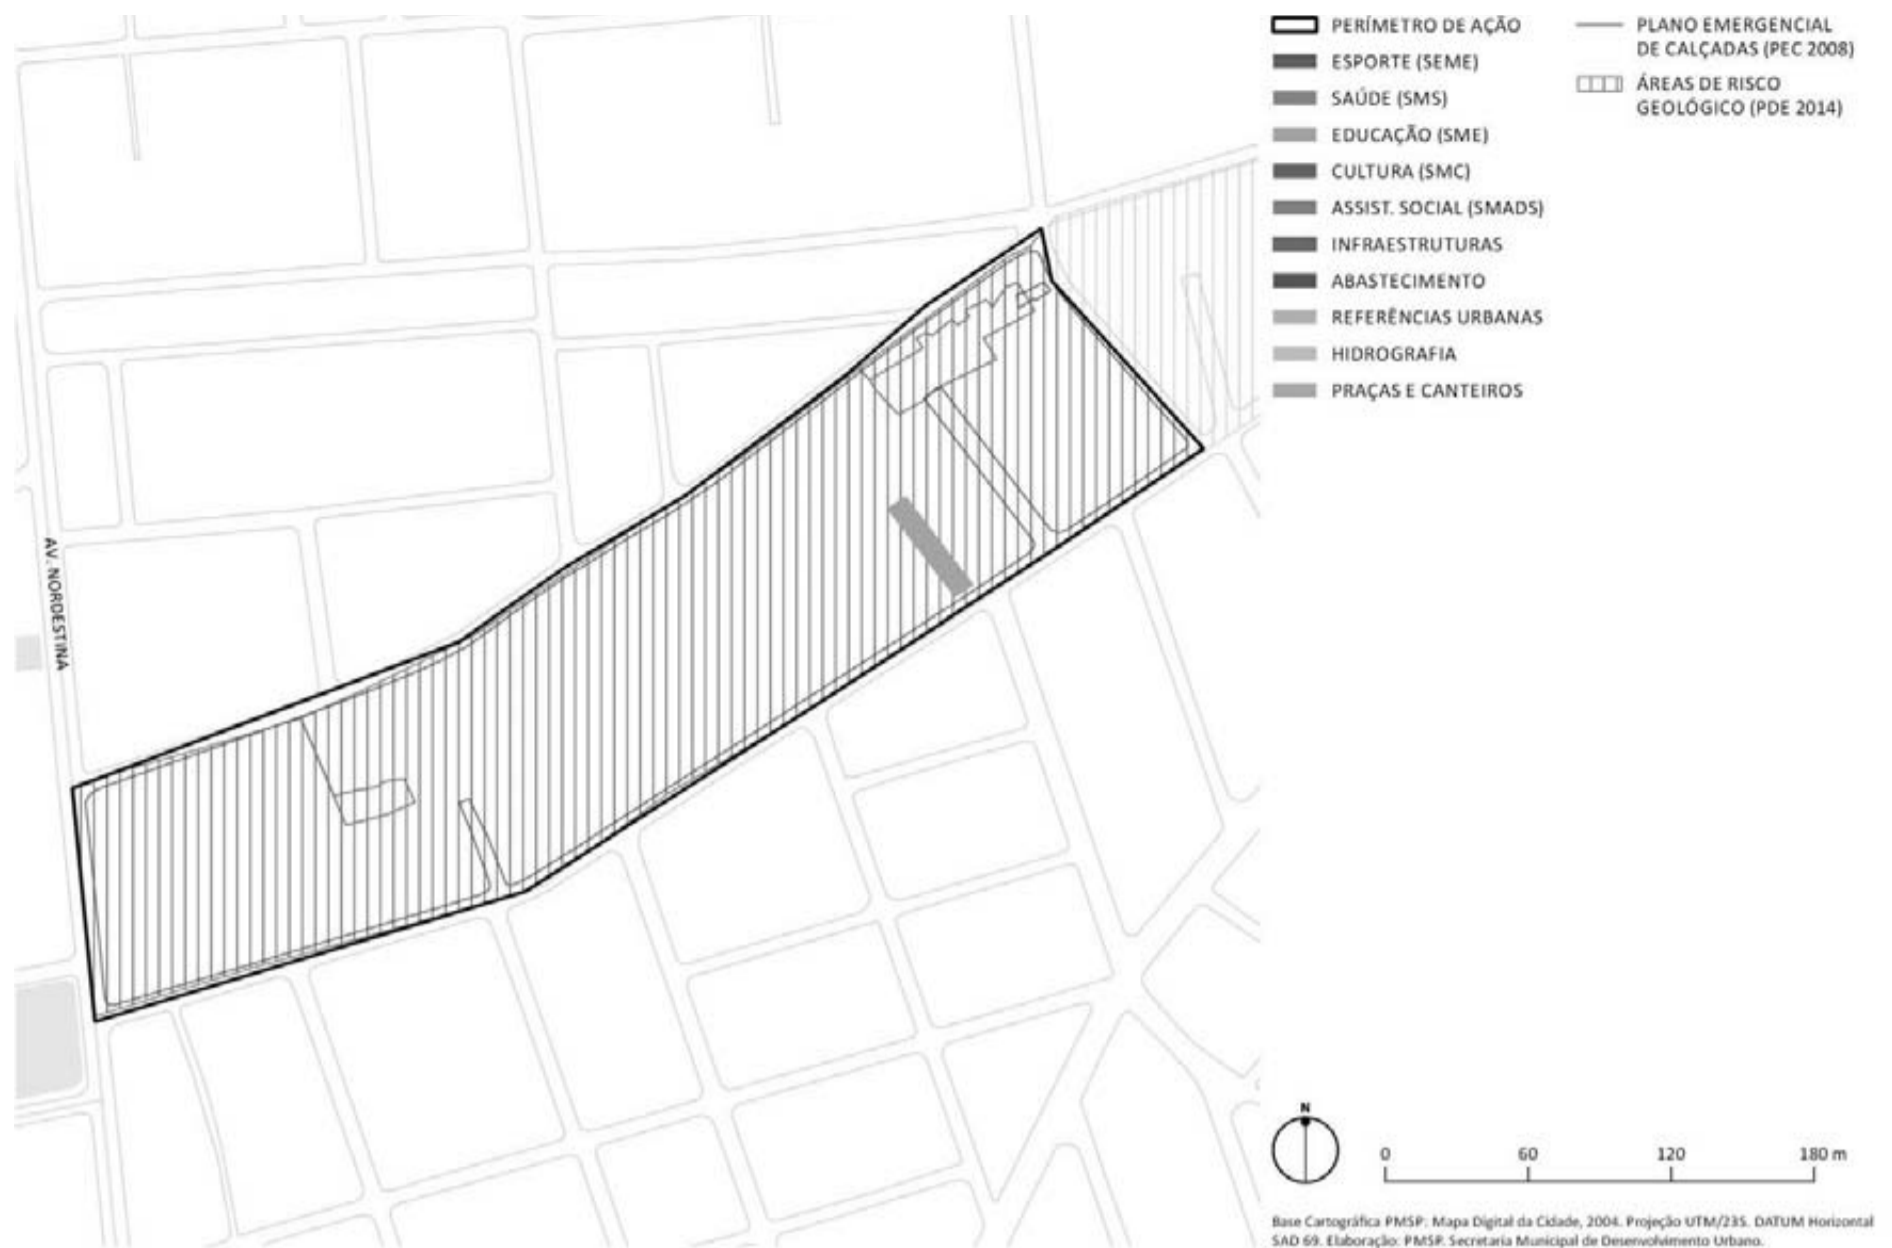 PERÍMETRO DE AÇÃO
ESPORTE (SEME)
SAÚDE (SMS)
EDUCAÇÃO (SME)
CULTURA (SMC)
ASSIST. SOCIAL (SMADS)
INFRAESTRUTURAS
ABASTECIMENTO
REFERÊNCIAS URBANAS
HIDROGRAFIA
PRAÇAS E CANTEIROS
PLANO EMERGENCIAL
DE CALÇADAS (PEC 2008)
ÁREAS DE RISCO
GEOLÓGICO (PDE 2014)
AV. NORDESTINA
N
0 60 120 180 m
Base Cartográfica PMSP: Mapa Digital da Cidade, 2004. Projeção UTM/23S. DATUM Horizontal
SAD 69. Elaboração: PMSP. Secretaria Municipal de Desenvolvimento Urbano.